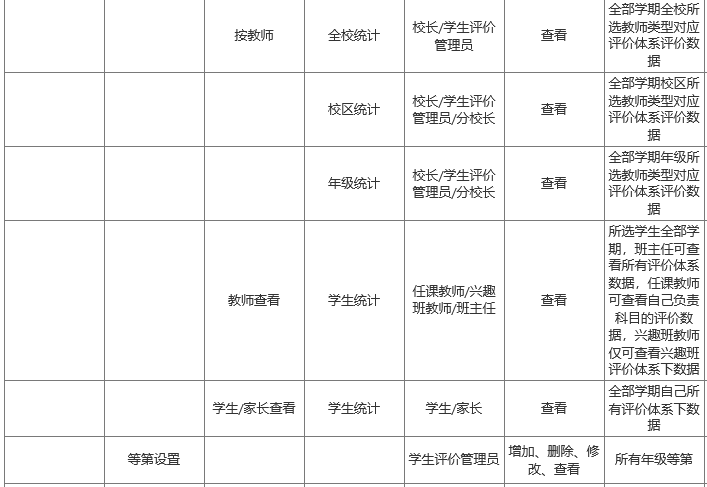 按教师
全校统计
校长/学生评价
管理员
查看
全部学期全校所
选教师类型对应
评价体系评价数
据
校区统计
校长/学生评价
管理员/分校长
查看
全部学期校区所
选教师类型对应
评价体系评价数
据
年级统计
校长/学生评价
管理员/分校长
查看
全部学期年级所
选教师类型对应
评价体系评价数
据
教师查看
学生统计
任课教师/兴趣
班教师/班主任
查看
所选学生全部学
期，班主任可查
看所有评价体系
数据，任课教师
可查看自己负责
科目的评价数
据，兴趣班教师
仅可查看兴趣班
评价体系下数据
学生/家长查看
学生统计
学生/家长
查看
全部学期自己所
有评价体系下数
据
等第设置
学生评价管理员
增加、删除、修
改、查看
所有年级等第